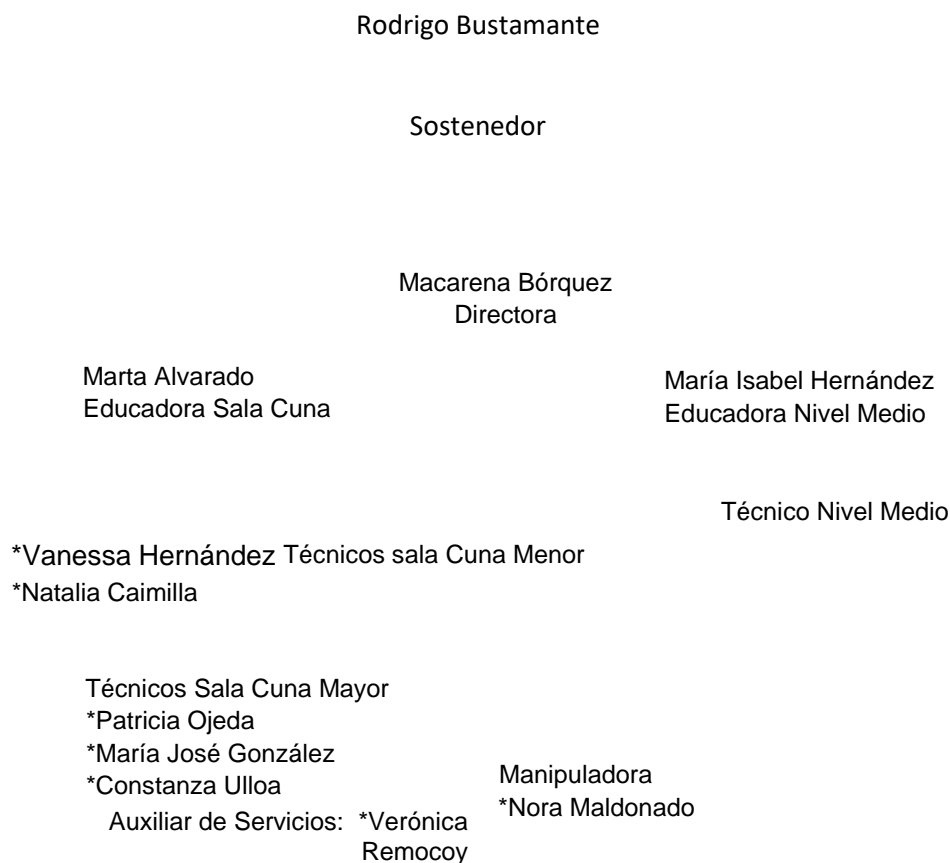 Rodrigo Bustamante
Sostenedor
Macarena Bórquez
Directora
Marta Alvarado
Educadora Sala Cuna
María Isabel Hernández
Educadora Nivel Medio
Técnico Nivel Medio
*Vanessa Hernández Técnicos sala Cuna Menor
*Natalia Caimilla
Técnicos Sala Cuna Mayor
*Patricia Ojeda
*María José González
*Constanza Ulloa
Manipuladora
*Nora Maldonado
Auxiliar de Servicios: *Verónica
Remocoy